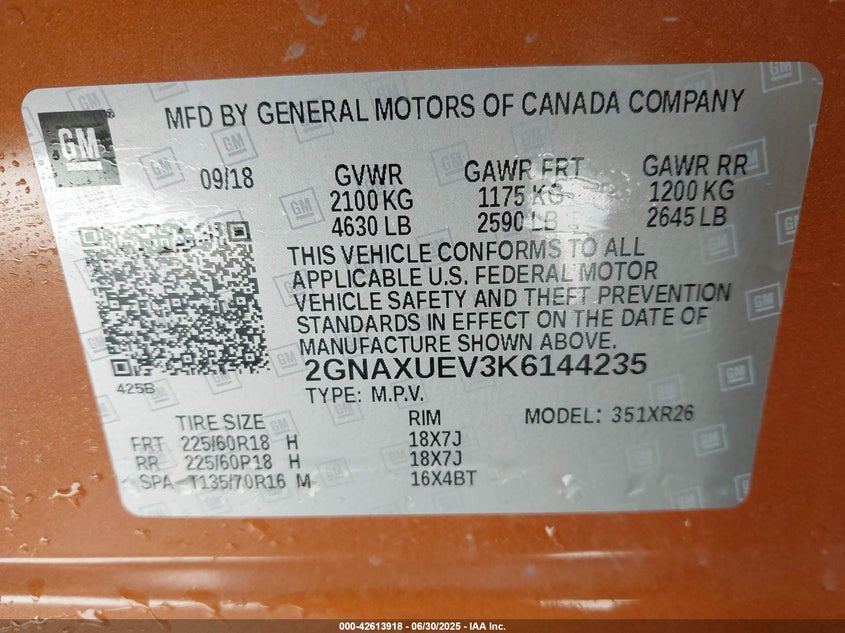 GM
MFD BY GENERAL MOTORS OF CANADA COMPANY
09/18 GVWR GAWR FRT GAWR RR
2100 KG 1175 KG 1200 KG
4630 LB 2590 LB 2645 LB
THIS VEHICLE CONFORMS TO ALL
APPLICABLE U.S. FEDERAL MOTOR
VEHICLE SAFETY AND THEFT PREVENTION
STANDARDS IN EFFECT ON THE DATE OF
MANUFACTURE SHOWN ABOVE.
425B 2GNAXUEV3K6144235
TYPE: M.P.V.
TIRE SIZE RIM MODEL: 351XR26
FRT 225/60R18 H 18X7J
RR 225/60R18 H 18X7J
SPA T135/70R16 M 16X4BT
000-42613918 - 06/30/2025 - IAA Inc.